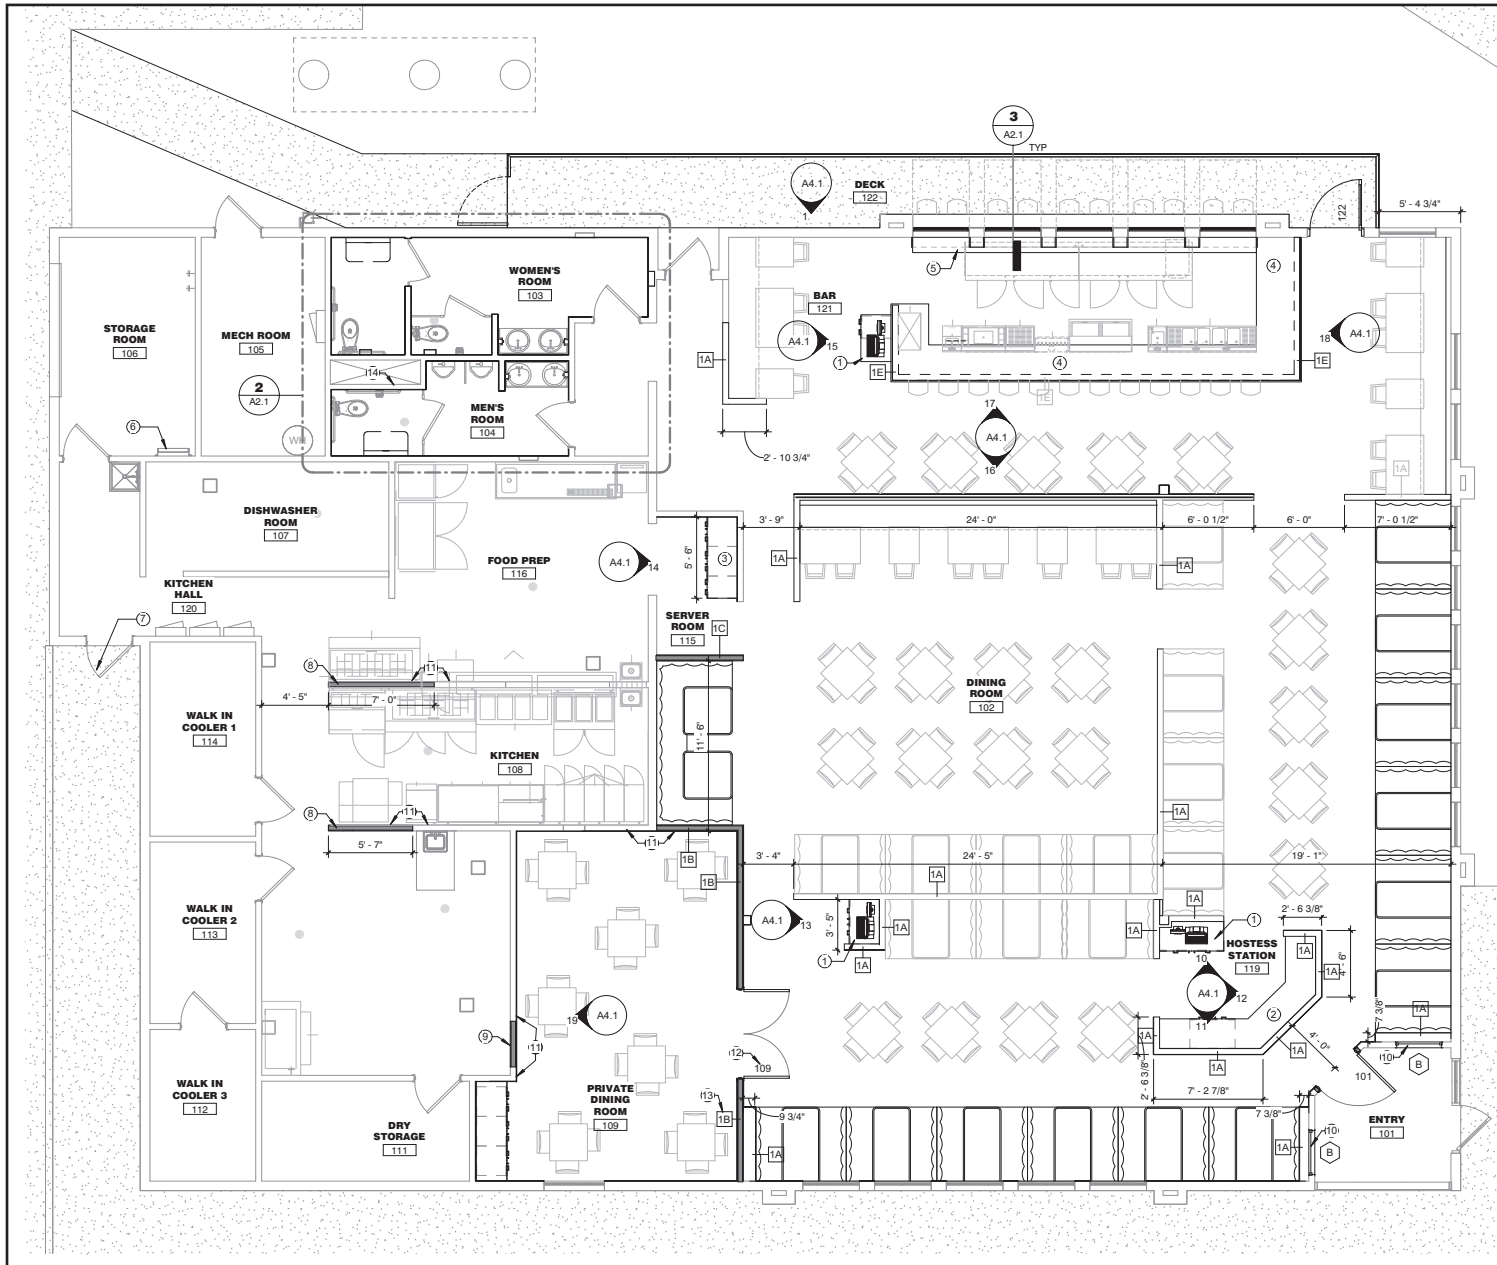 3
A2.1
TYP
A4.1
1
DECK
122
122
5' - 4 3/4"
WOMEN'S
ROOM
103
5
4
BAR
121
STORAGE
ROOM
106
MECH ROOM
105
A4.1
15
1
4
18
A4.1
1A
1E
1E
1E
14
2
A2.1
MEN'S
ROOM
104
17
A4.1
16
6
WH
2' - 10 3/4"
1A
DISHWASHER
ROOM
107
3' - 9"
24' - 0"
6' - 0 1/2"
6' - 0"
7' - 0 1/2"
FOOD PREP
116
A4.1
14
5' - 6"
3
1A
1A
KITCHEN
HALL
120
7
SERVER
ROOM
115
1C
8
11
4' - 5"
7' - 0"
DINING
ROOM
102
WALK IN
COOLER 1
114
11' - 6"
KITCHEN
108
8
11
1A
5' - 7"
11
1B
3' - 4"
24' - 5"
19' - 1"
1B
1A
WALK IN
COOLER 2
113
A4.1
13
3' - 5"
1A
1
1A
1A
1A
1
2' - 6 3/8"
HOSTESS
STATION
119
10
1A
1A
4' - 6"
A4.1
12
11
2
19
A4.1
9
11
1A
1A
1A
4' - 0"
7 3/8"
1A
10
B
12
109
101
2' - 6 3/8"
7' - 2 7/8"
WALK IN
COOLER 3
112
PRIVATE
DINING
ROOM
109
13
1B
9 3/4"
7 3/8"
DRY
STORAGE
111
1A
1A
10
B
ENTRY
101